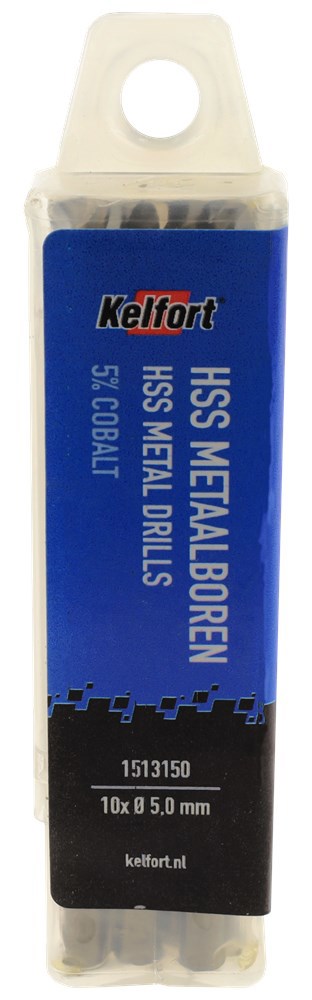 Kelfort
HSS METAALBOREN
HSS METAL DRILLS
5% COBALT
1513150
10x Ø 5,0 mm
kelfort.nl